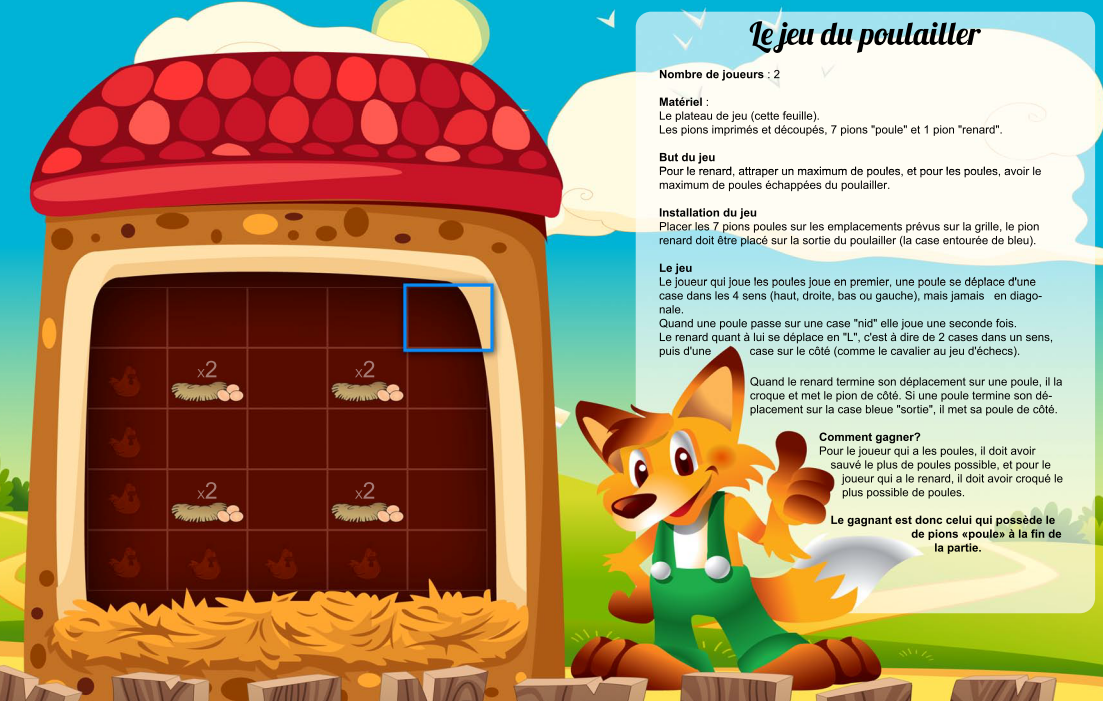 Le jeu du poulailler
Nombre de joueurs : 2
Matériel :
Le plateau de jeu (cette feuille).
Les pions imprimés et découpés, 7 pions "poule" et 1 pion "renard".
But du jeu
Pour le renard, attraper un maximum de poules, et pour les poules, avoir le
maximum de poules échappées du poulailler.
Installation du jeu
Placer les 7 pions poules sur les emplacements prévus sur la grille, le pion
renard doit être placé sur la sortie du poulailler (la case entourée de bleu).
Le jeu
Le joueur qui joue les poules joue en premier, une poule se déplace d'une
case dans les 4 sens (haut, droite, bas ou gauche), mais jamais en diago-
nale.
Quand une poule passe sur une case "nid" elle joue une seconde fois.
Le renard quant à lui se déplace en "L", c'est à dire de 2 cases dans un sens,
puis d'une case sur le côté (comme le cavalier au jeu d'échecs).
Quand le renard termine son déplacement sur une poule, il la
croque et met le pion de côté. Si une poule termine son dé-
placement sur la case bleue "sortie", il met sa poule de côté.
Comment gagner?
Pour le joueur qui a les poules, il doit avoir
sauvé le plus de poules possible, et pour le
joueur qui a le renard, il doit avoir croqué le
plus possible de poules.
Le gagnant est donc celui qui possède le
de pions «poule» à la fin de
la partie.
x2
x2
x2
x2